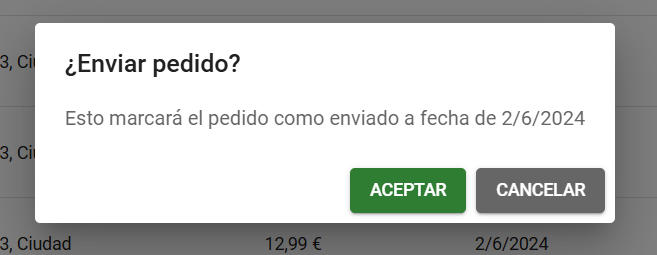 3, Ciu
¿Enviar pedido?
Esto marcará el pedido como enviado a fecha de 2/6/2024
3, Ciu
ACEPTAR CANCELAR
3, Ciudad 12,99 € 2/6/2024